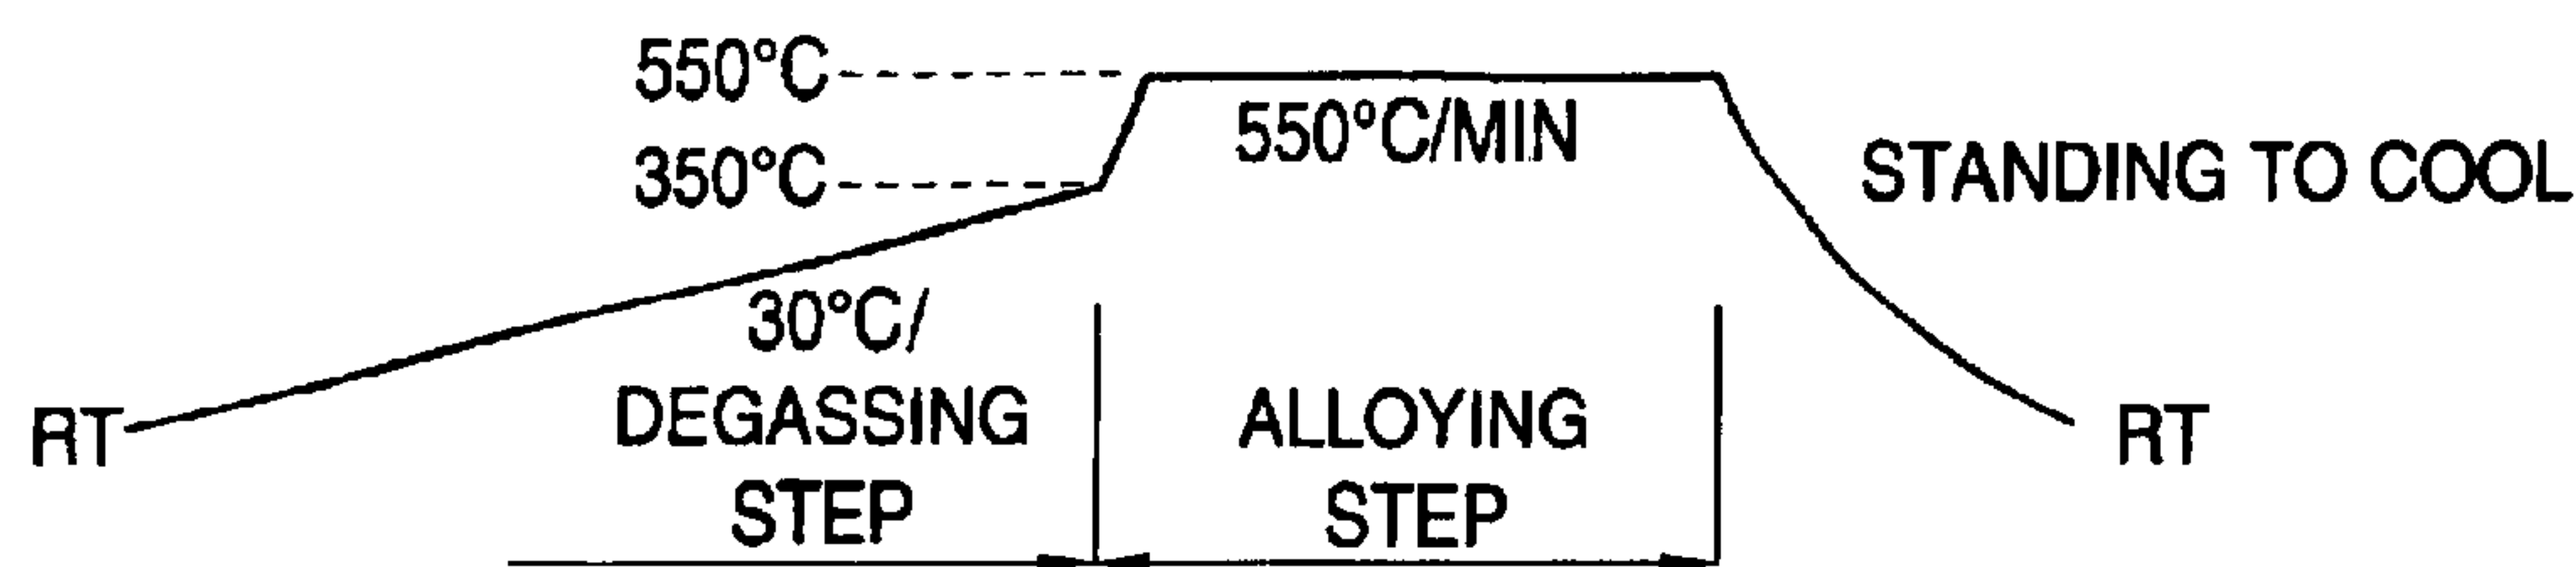 550°C
350°C
550°C/MIN
STANDING TO COOL
30°C/
RT
DEGASSING
STEP
ALLOYING
STEP
RT